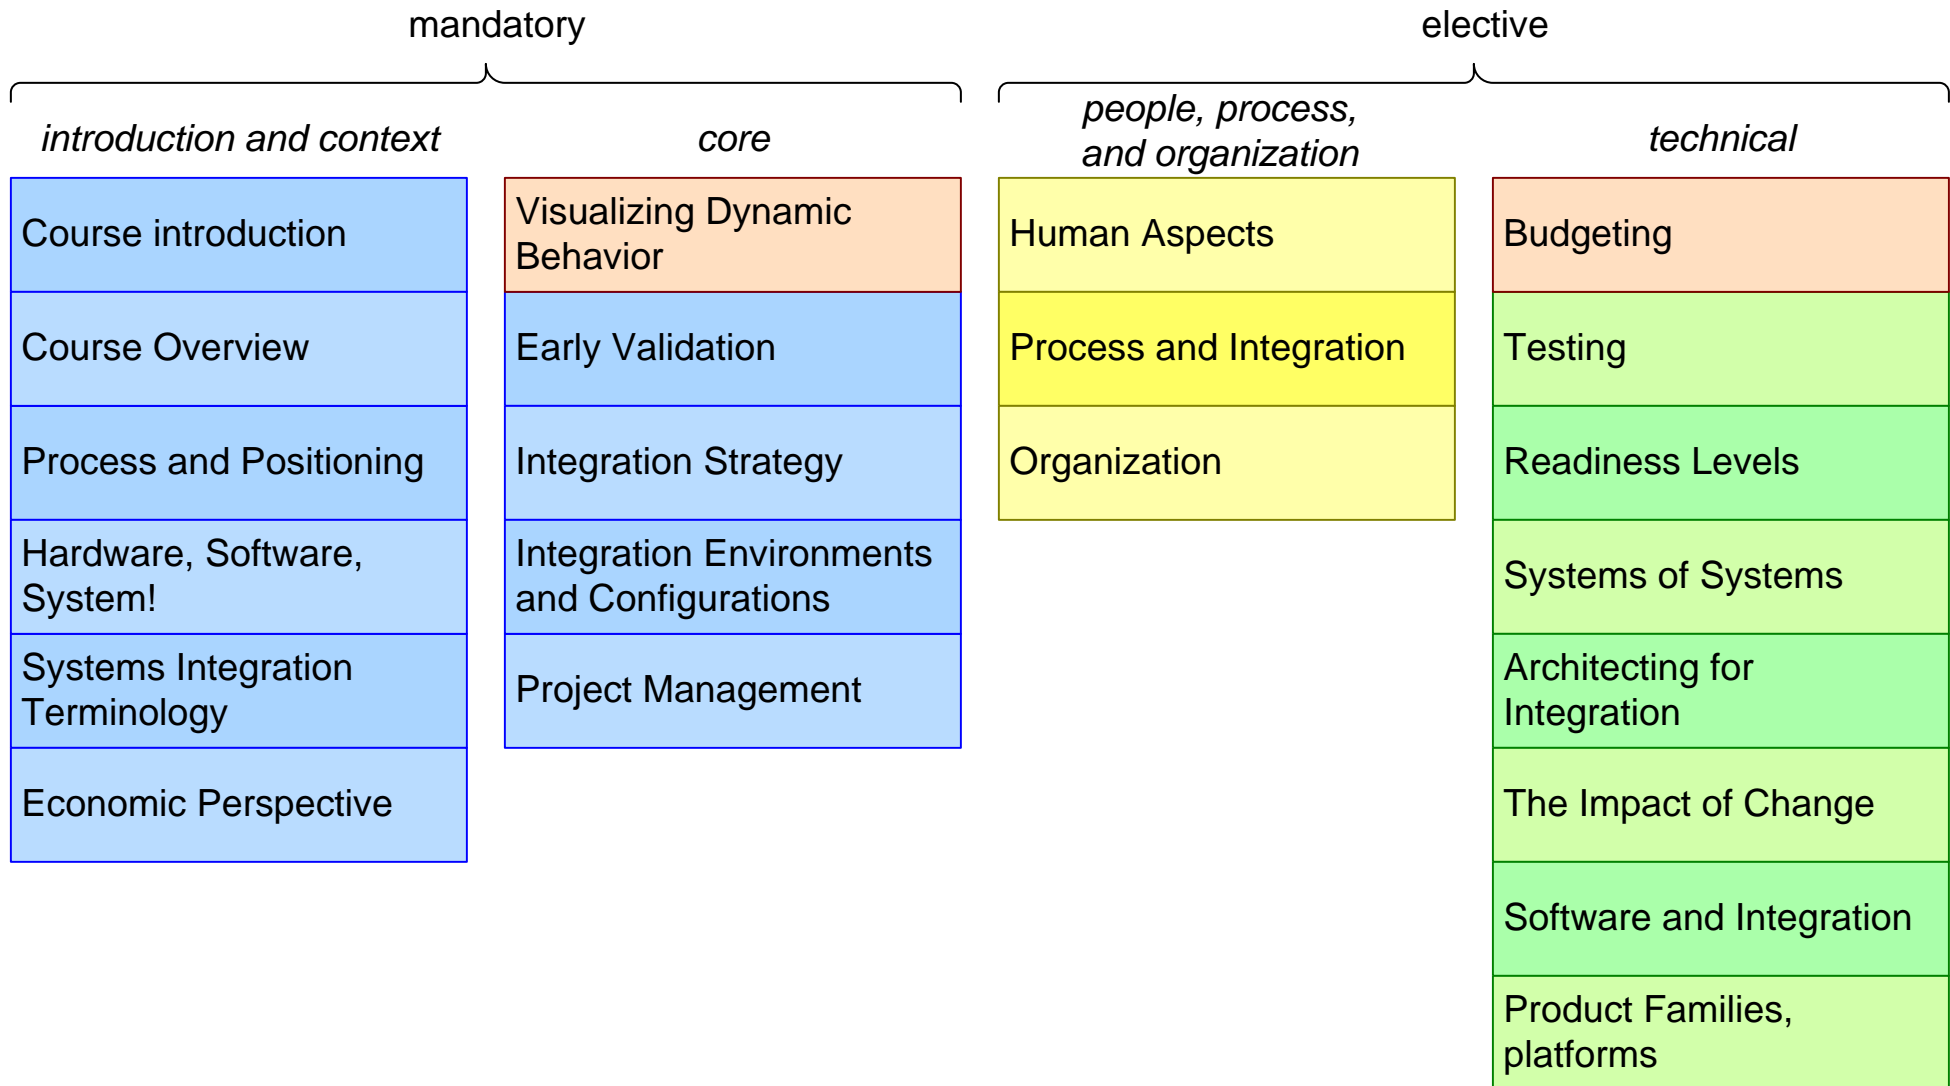 mandatory
elective
introduction and context
core
people, process,
and organization
technical
Course introduction
Course Overview
Process and Positioning
Hardware, Software,
System!
Systems Integration
Terminology
Economic Perspective
Visualizing Dynamic
Behavior
Early Validation
Integration Strategy
Integration Environments
and Configurations
Project Management
Human Aspects
Process and Integration
Organization
Budgeting
Testing
Readiness Levels
Systems of Systems
Architecting for
Integration
The Impact of Change
Software and Integration
Product Families,
platforms